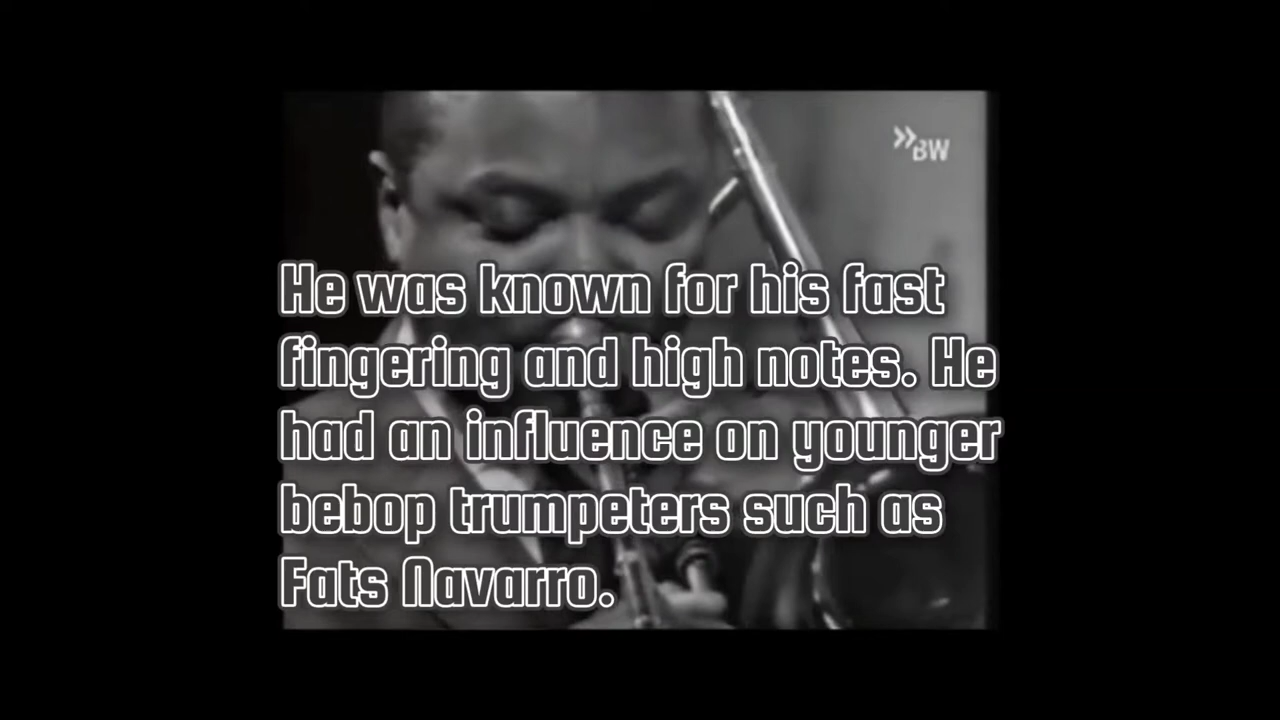 »BW
He was known for his fast
fingering and high notes. He
had an influence on younger
bebop trumpeters such as
Fats Navarro.